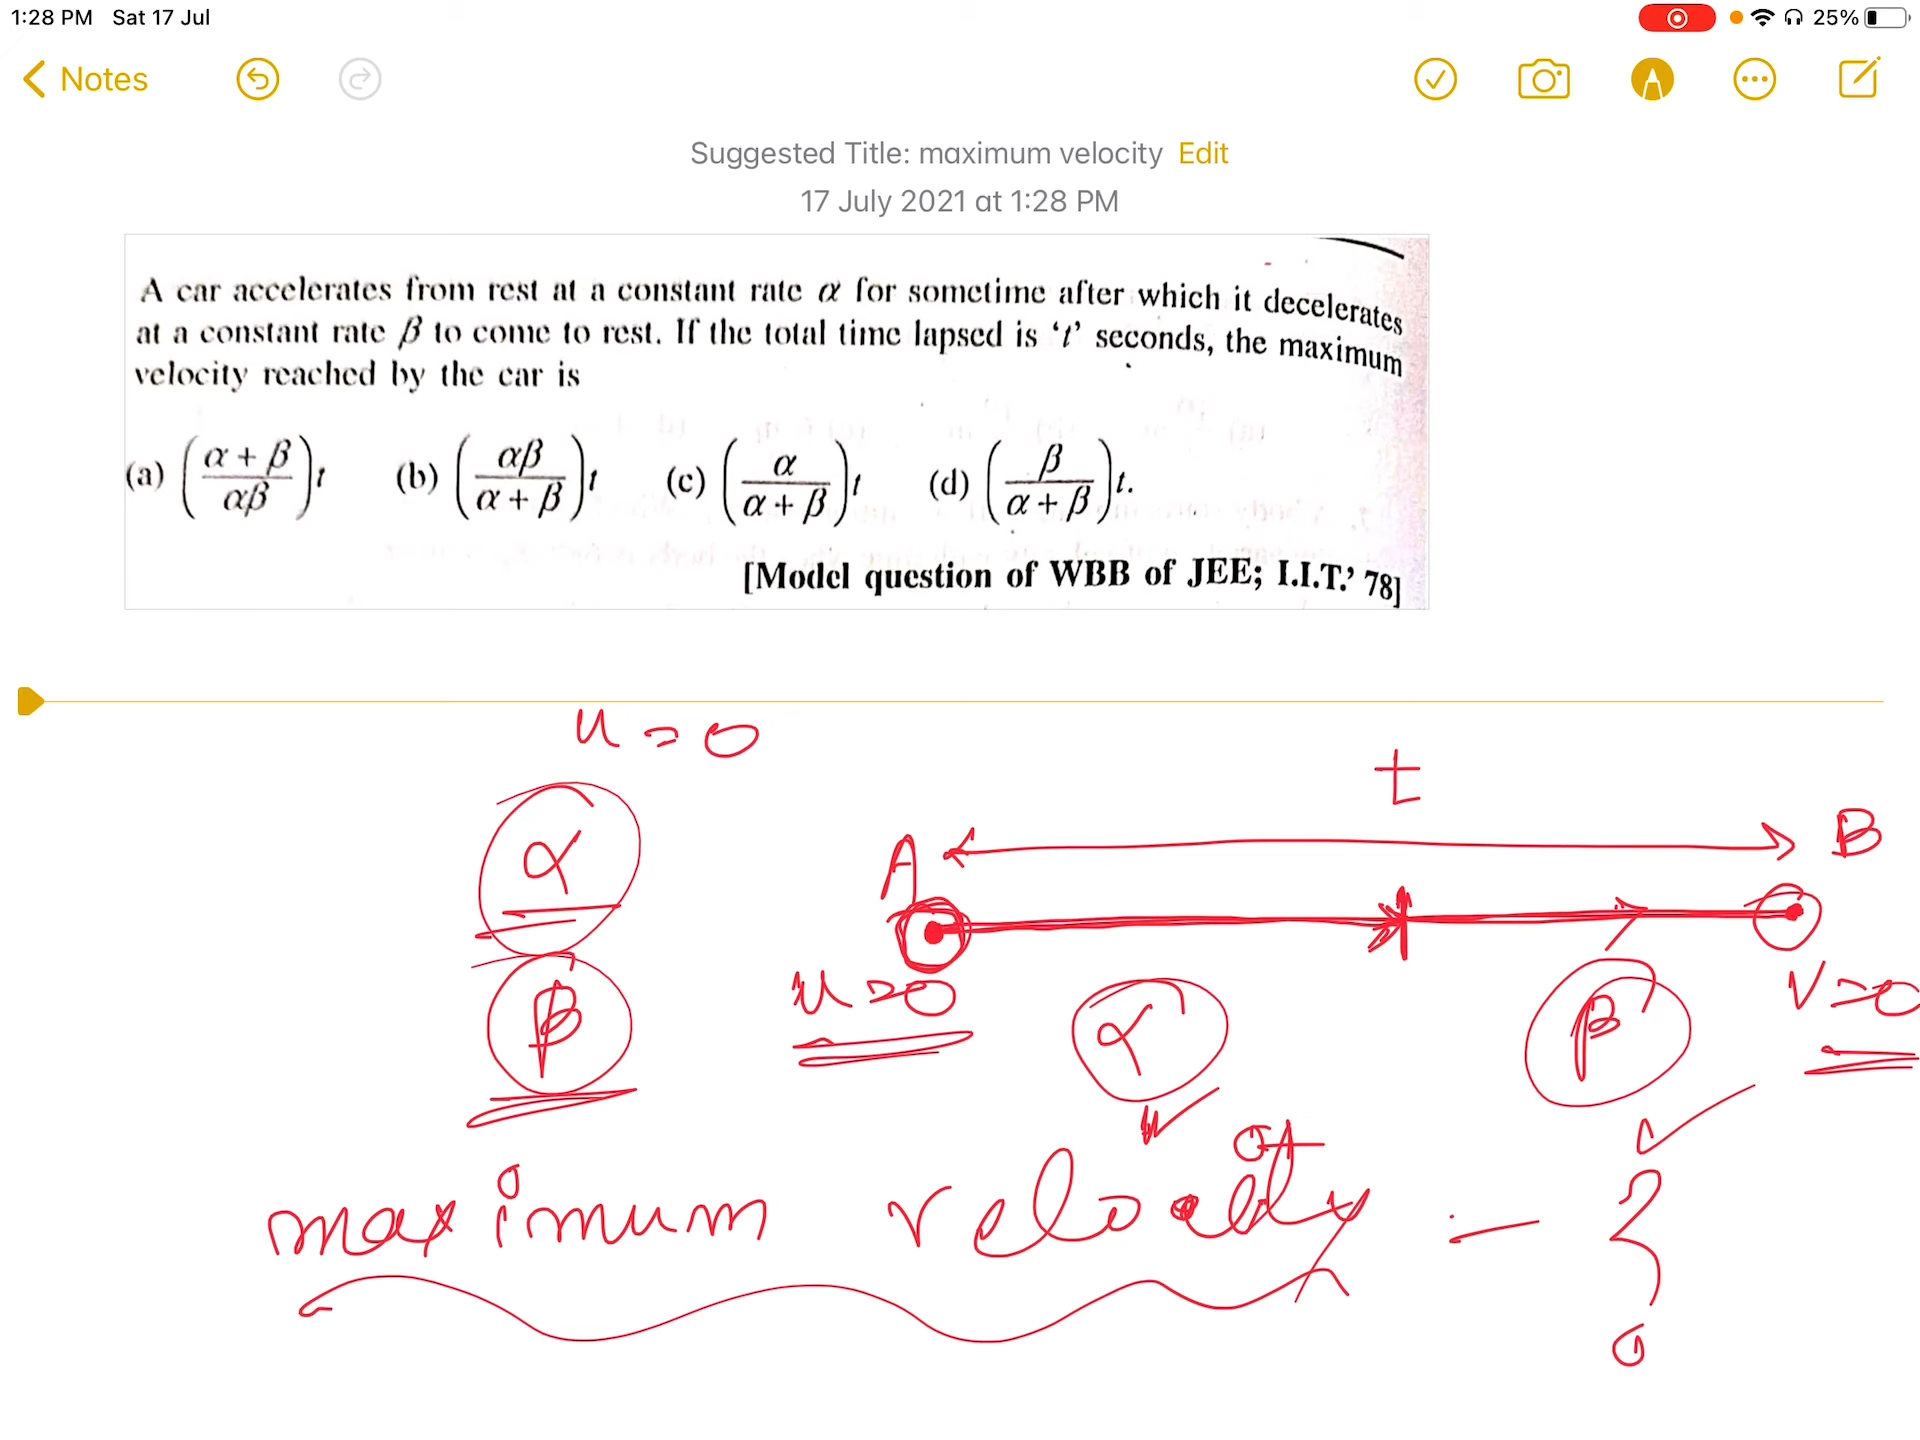 1:28 PM Sat 17 Jul
25%
Notes
Suggested Title: maximum velocity Edit
17 July 2021 at 1:28 PM
A car accelerates from rest at a constant rate α for sometime after which it decelerates
at a constant rate β to come to rest. If the total time lapsed is ‘t’ seconds, the maximum
velocity reached by the car is
(a) ((α + β)/(αβ)) t (b) ((αβ)/(α + β)) t (c) (α/(α + β)) t (d) (β/(α + β)) t.
[Model question of WBB of JEE; I.I.T.’ 78]
u = 0
t
α
A B
β
u = 0 α β v = 0
maximum velocity - ?